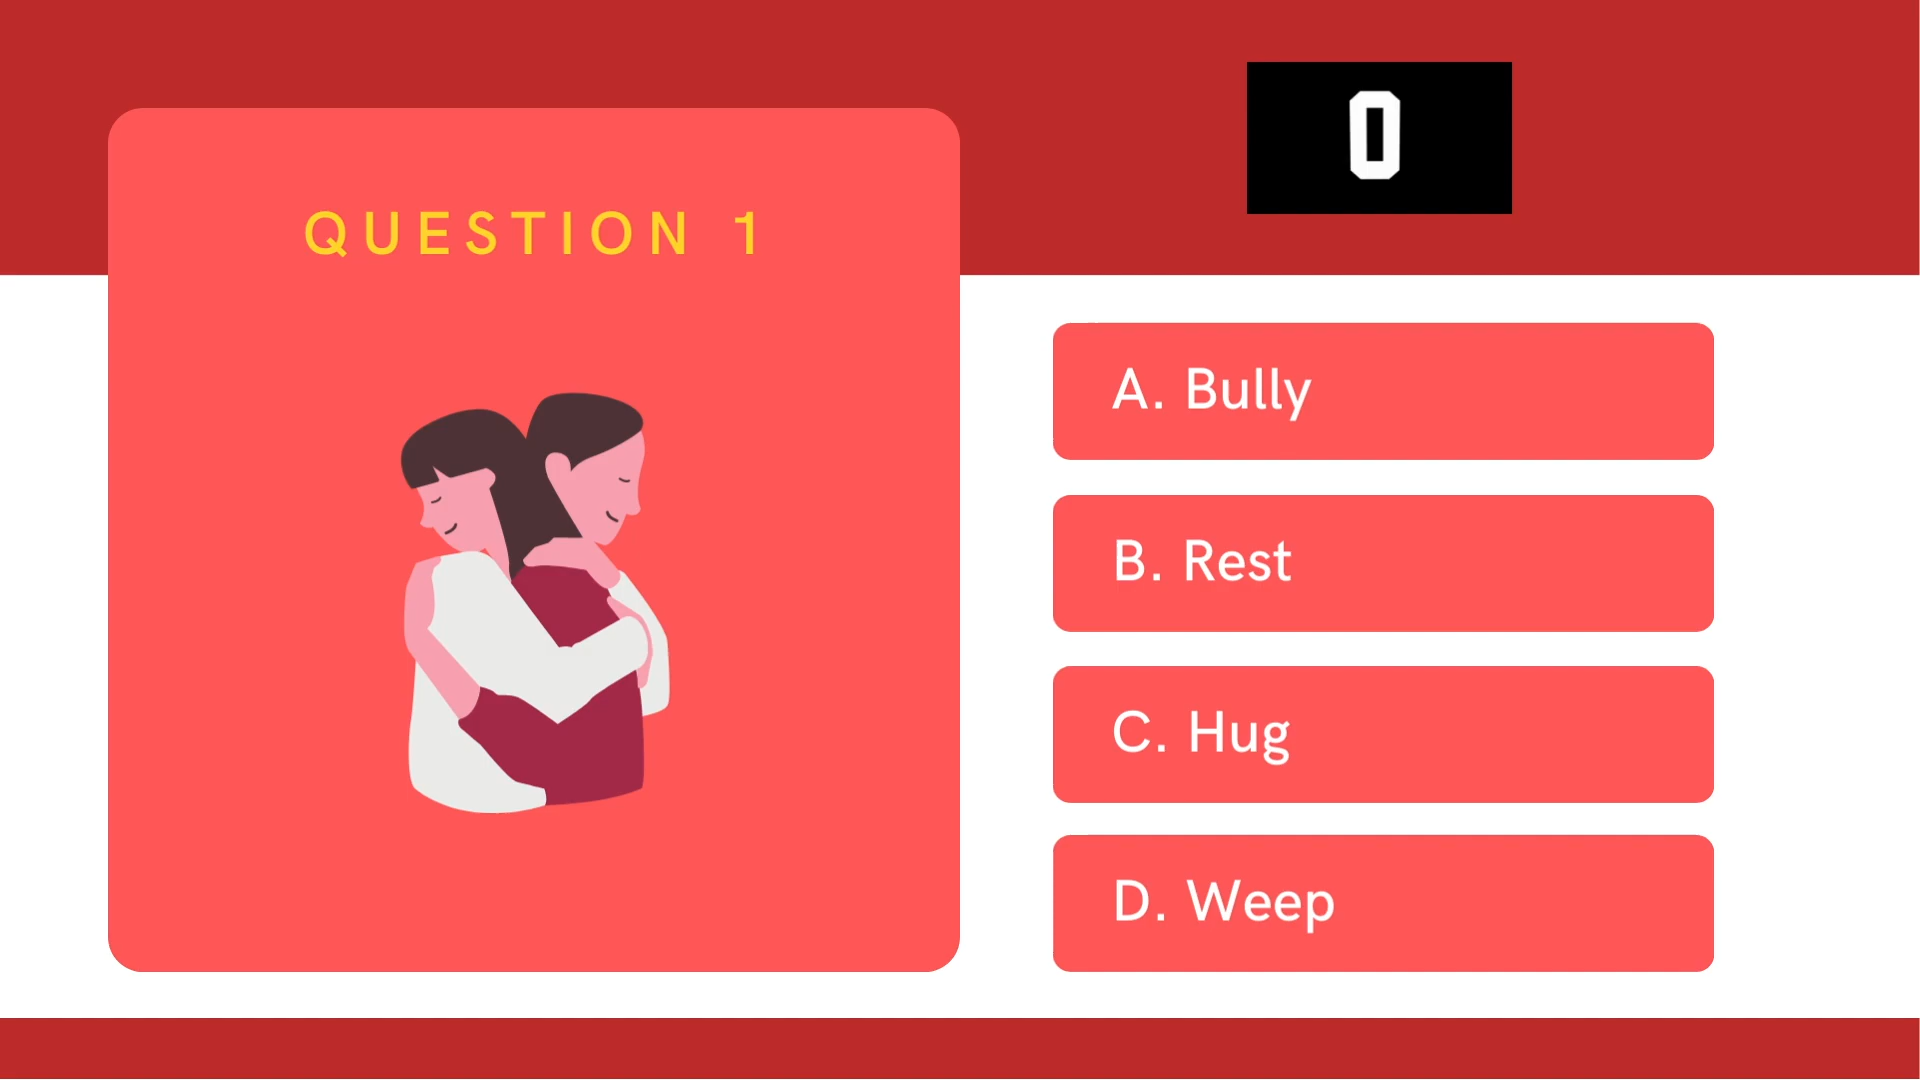 0
QUESTION 1
A. Bully
B. Rest
C. Hug
D. Weep